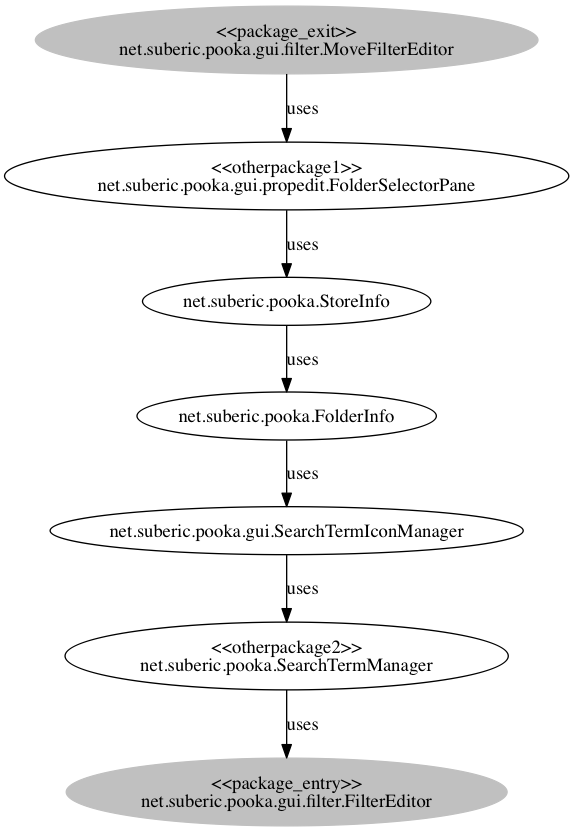 <<package_exit>>
net.suberic.pooka.gui.filter.MoveFilterEditor
uses
<<otherpackage1>>
net.suberic.pooka.gui.propedit.FolderSelectorPane
uses
net.suberic.pooka.StoreInfo
uses
net.suberic.pooka.FolderInfo
uses
net.suberic.pooka.gui.SearchTermIconManager
uses
<<otherpackage2>>
net.suberic.pooka.SearchTermManager
uses
<<package_entry>>
net.suberic.pooka.gui.filter.FilterEditor